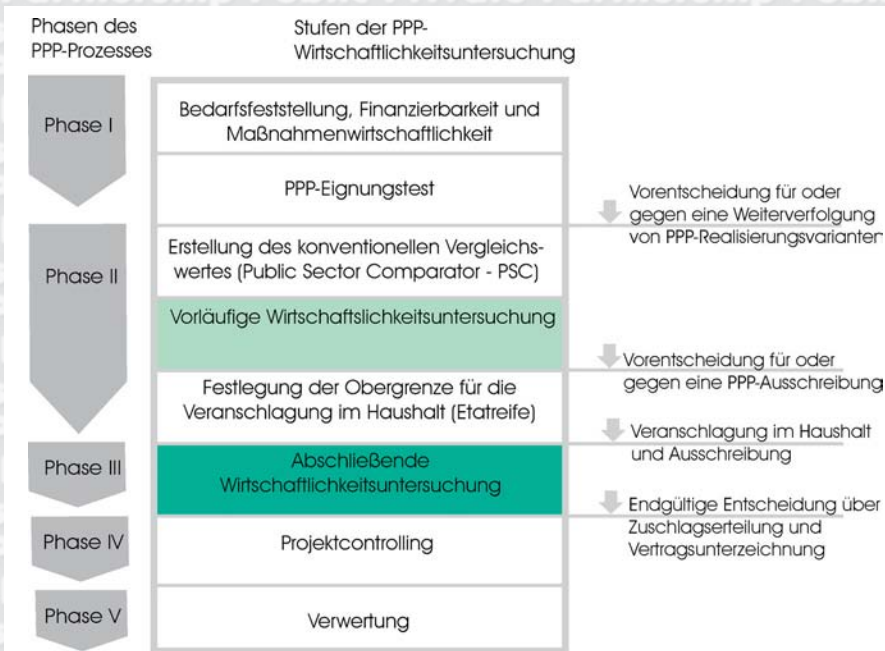 Phasen des
PPP-Prozesses
Stufen der PPP-
Wirtschaftlichkeitsuntersuchung
Phase I
Bedarfsfeststellung, Finanzierbarkeit und
Maßnahmenwirtschaftlichkeit
PPP-Eignungstest
Vorentscheidung für oder
gegen eine Weiterverfolgung
von PPP-Realisierungsvarianten
Phase II
Erstellung des konventionellen Vergleichs-
wertes (Public Sector Comparator - PSC)
Vorläufige Wirtschaftslichkeitsuntersuchung
Vorentscheidung für oder
gegen eine PPP-Ausschreibung
Festlegung der Obergrenze für die
Veranschlagung im Haushalt (Etatreife)
Veranschlagung im Haushalt
und Ausschreibung
Phase III
Abschließende
Wirtschaftlichkeitsuntersuchung
Endgültige Entscheidung über
Zuschlagserteilung und
Vertragsunterzeichnung
Phase IV
Projektcontrolling
Phase V
Verwertung